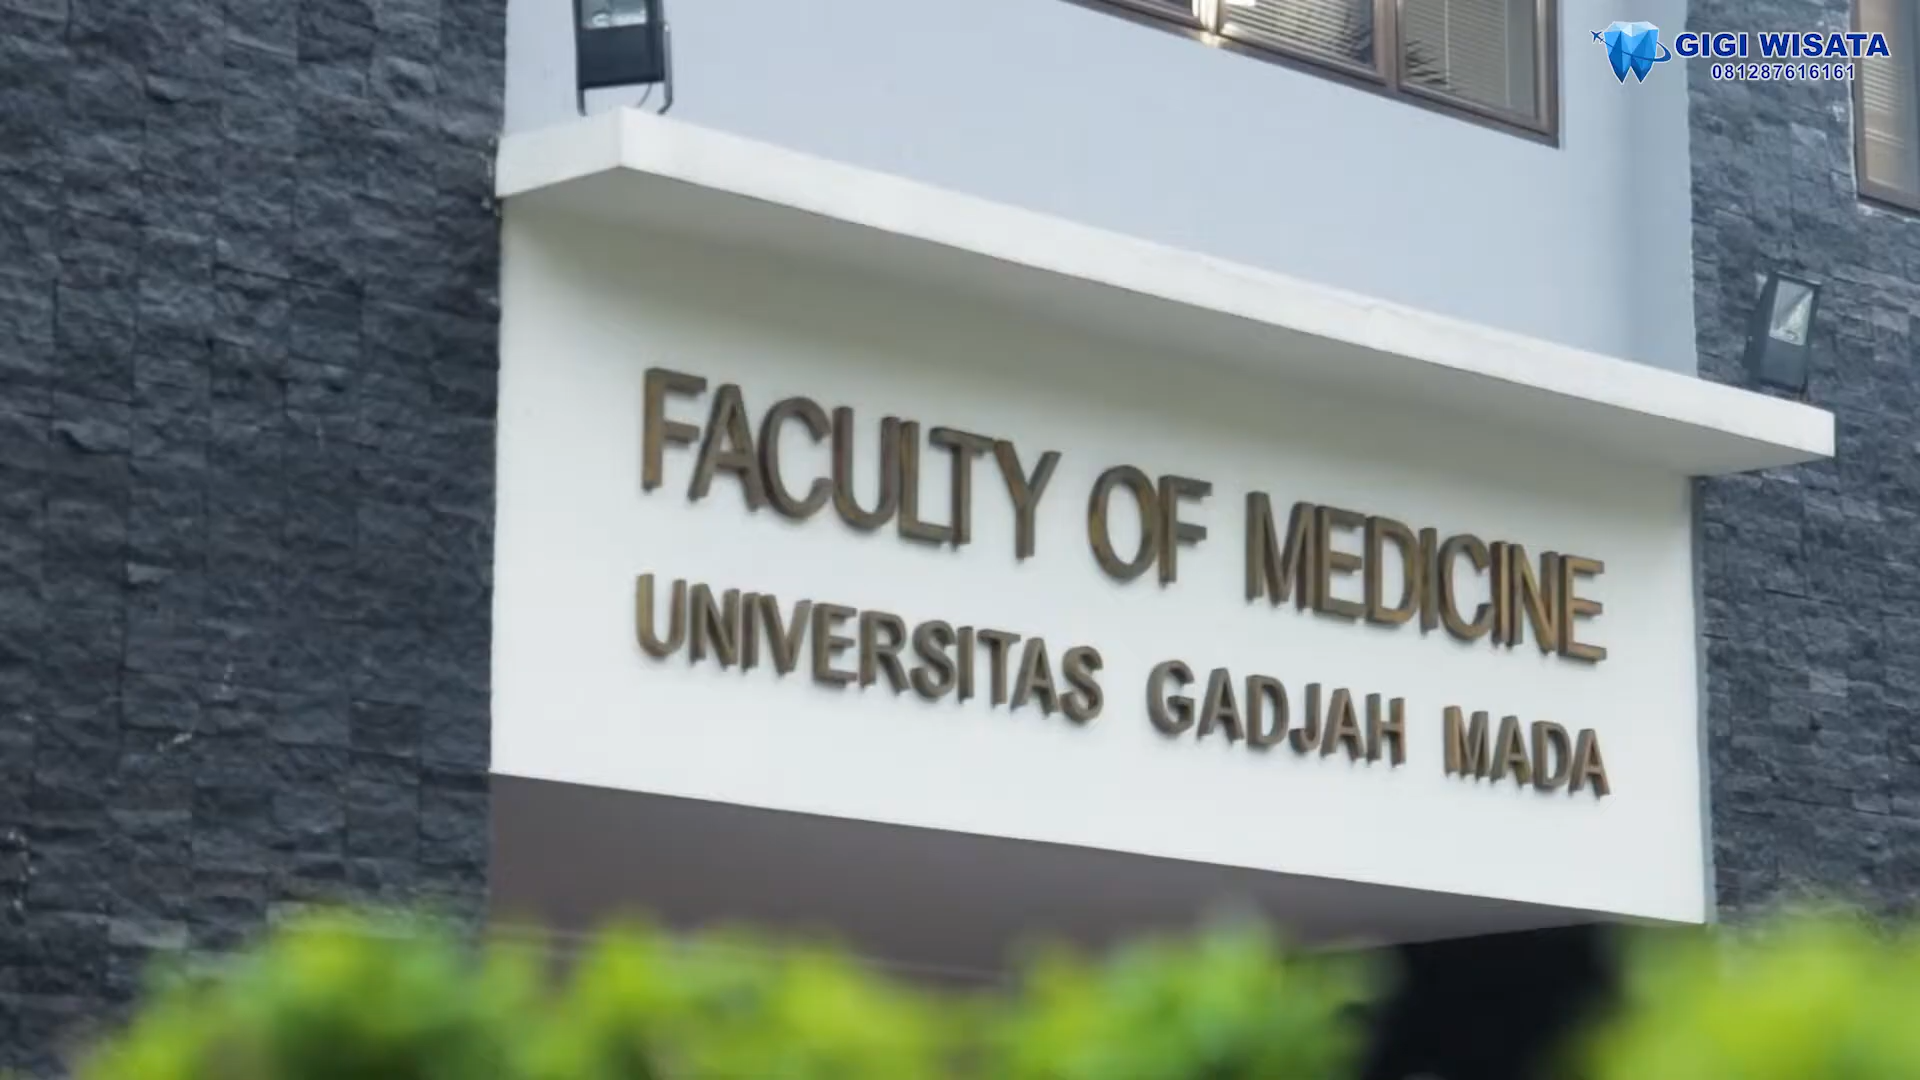 GIGI WISATA
081287616161
FACULTY OF MEDICINE
UNIVERSITAS GADJAH MADA